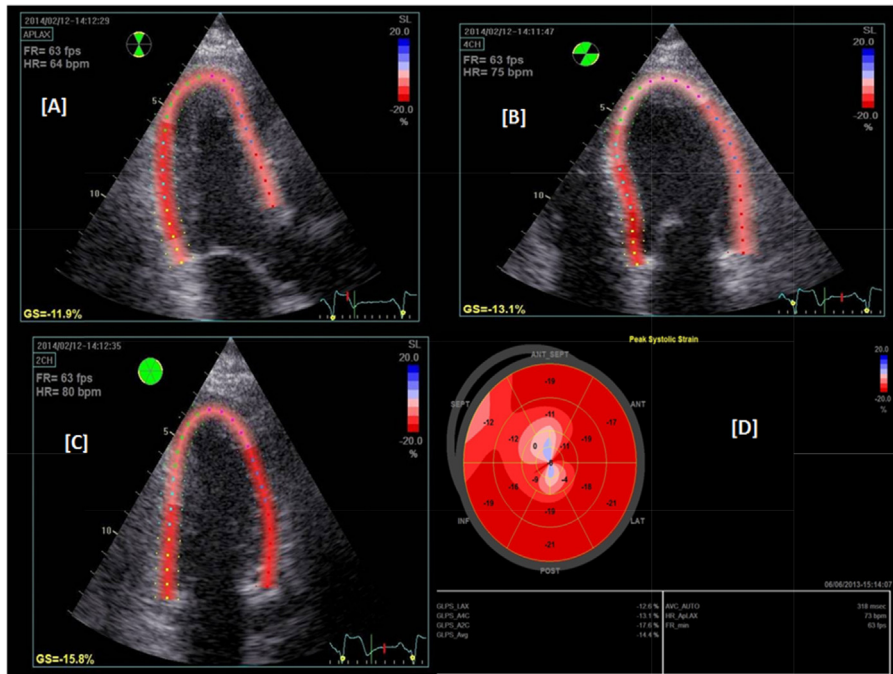 2014/02/12-14:12:29
APLAX
FR= 63 fps
HR= 64 bpm
SL
20.0
-20.0
%
[A]
5
10
GS=-11.9%
2014/02/12-14:11:47
4CH
FR= 63 fps
HR= 75 bpm
SL
20.0
-20.0
%
[B]
5
10
GS=-13.1%
2014/02/12-14:12:35
2CH
FR= 63 fps
HR= 80 bpm
SL
20.0
-20.0
%
[C]
5
10
GS=-15.8%
Peak Systolic Strain
20.0
-20.0
%
[D]
ANT_SEPT
SEPT
ANT
INF
LAT
POST
-19
-12
-17
-11
-12
0
-11
-19
-9
-4
-16
-18
-19
-21
-19
-21
06/06/2013-15:14:07
GLPS_LAX -12.6 % AVC_AUTO 318 msec
GLPS_A4C -13.1 % HR_ApLAX 73 bpm
GLPS_A2C -17.6 % FR_min 63 fps
GLPS_Avg -14.4 %